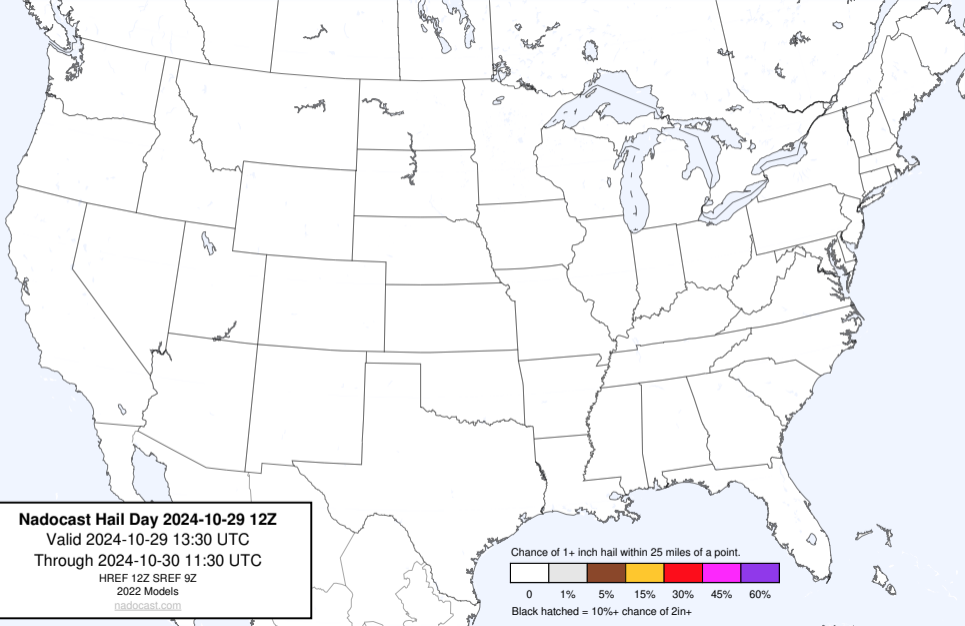 Nadocast Hail Day 2024-10-29 12Z
Valid 2024-10-29 13:30 UTC
Through 2024-10-30 11:30 UTC
HREF 12Z SREF 9Z
2022 Models
nadocast.com
Chance of 1+ inch hail within 25 miles of a point.
0 1% 5% 15% 30% 45% 60%
Black hatched = 10%+ chance of 2in+